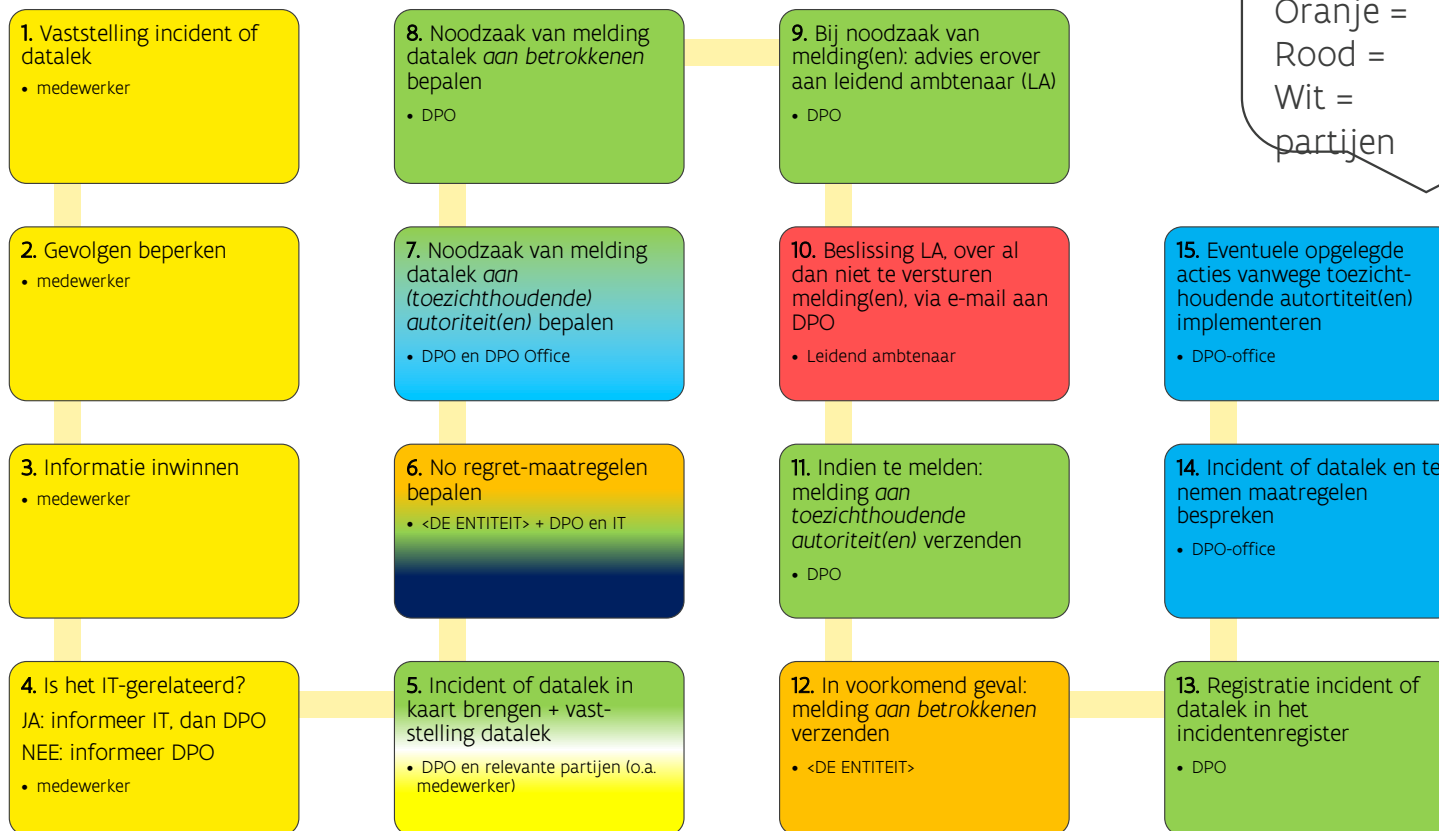 1. Vaststelling incident of
datalek
• medewerker
2. Gevolgen beperken
• medewerker
3. Informatie inwinnen
• medewerker
4. Is het IT-gerelateerd?
JA: informeer IT, dan DPO
NEE: informeer DPO
• medewerker
5. Incident of datalek in
kaart brengen + vast-
stelling datalek
• DPO en relevante partijen (o.a.
medewerker)
6. No regret-maatregelen
bepalen
• <DE ENTITEIT> + DPO en IT
7. Noodzaak van melding
datalek aan
(toezichthoudende)
autoriteit(en) bepalen
• DPO en DPO Office
8. Noodzaak van melding
datalek aan betrokkenen
bepalen
• DPO
9. Bij noodzaak van
melding(en): advies erover
aan leidend ambtenaar (LA)
• DPO
10. Beslissing LA, over al
dan niet te versturen
melding(en), via e-mail aan
DPO
• Leidend ambtenaar
11. Indien te melden:
melding aan
toezichthoudende
autoriteit(en) verzenden
• DPO
12. In voorkomend geval:
melding aan betrokkenen
verzenden
• <DE ENTITEIT>
13. Registratie incident of
datalek in het
incidentenregister
• DPO
14. Incident of datalek en te
nemen maatregelen
bespreken
• DPO-office
15. Eventuele opgelegde
acties vanwege toezicht-
houdende autortiteit(en)
implementeren
• DPO-office
Oranje =
Rood =
Wit =
partijen